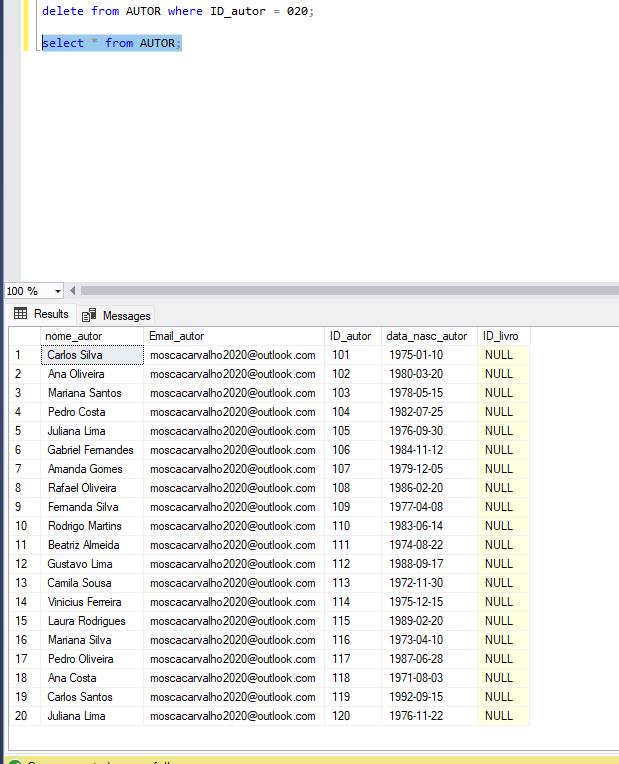 delete from AUTOR where ID_autor = 020;
select * from AUTOR;
100 %
Results Messages
nome_autor Email_autor ID_autor data_nasc_autor ID_livro
1 Carlos Silva moscacarvalho2020@outlook.com 101 1975-01-10 NULL
2 Ana Oliveira moscacarvalho2020@outlook.com 102 1980-03-20 NULL
3 Mariana Santos moscacarvalho2020@outlook.com 103 1978-05-15 NULL
4 Pedro Costa moscacarvalho2020@outlook.com 104 1982-07-25 NULL
5 Juliana Lima moscacarvalho2020@outlook.com 105 1976-09-30 NULL
6 Gabriel Fernandes moscacarvalho2020@outlook.com 106 1984-11-12 NULL
7 Amanda Gomes moscacarvalho2020@outlook.com 107 1979-12-05 NULL
8 Rafael Oliveira moscacarvalho2020@outlook.com 108 1986-02-20 NULL
9 Fernanda Silva moscacarvalho2020@outlook.com 109 1977-04-08 NULL
10 Rodrigo Martins moscacarvalho2020@outlook.com 110 1983-06-14 NULL
11 Beatriz Almeida moscacarvalho2020@outlook.com 111 1974-08-22 NULL
12 Gustavo Lima moscacarvalho2020@outlook.com 112 1988-09-17 NULL
13 Camila Sousa moscacarvalho2020@outlook.com 113 1972-11-30 NULL
14 Vinicius Ferreira moscacarvalho2020@outlook.com 114 1975-12-15 NULL
15 Laura Rodrigues moscacarvalho2020@outlook.com 115 1989-02-20 NULL
16 Mariana Silva moscacarvalho2020@outlook.com 116 1973-04-10 NULL
17 Pedro Oliveira moscacarvalho2020@outlook.com 117 1987-06-28 NULL
18 Ana Costa moscacarvalho2020@outlook.com 118 1971-08-03 NULL
19 Carlos Santos moscacarvalho2020@outlook.com 119 1992-09-15 NULL
20 Juliana Lima moscacarvalho2020@outlook.com 120 1976-11-22 NULL